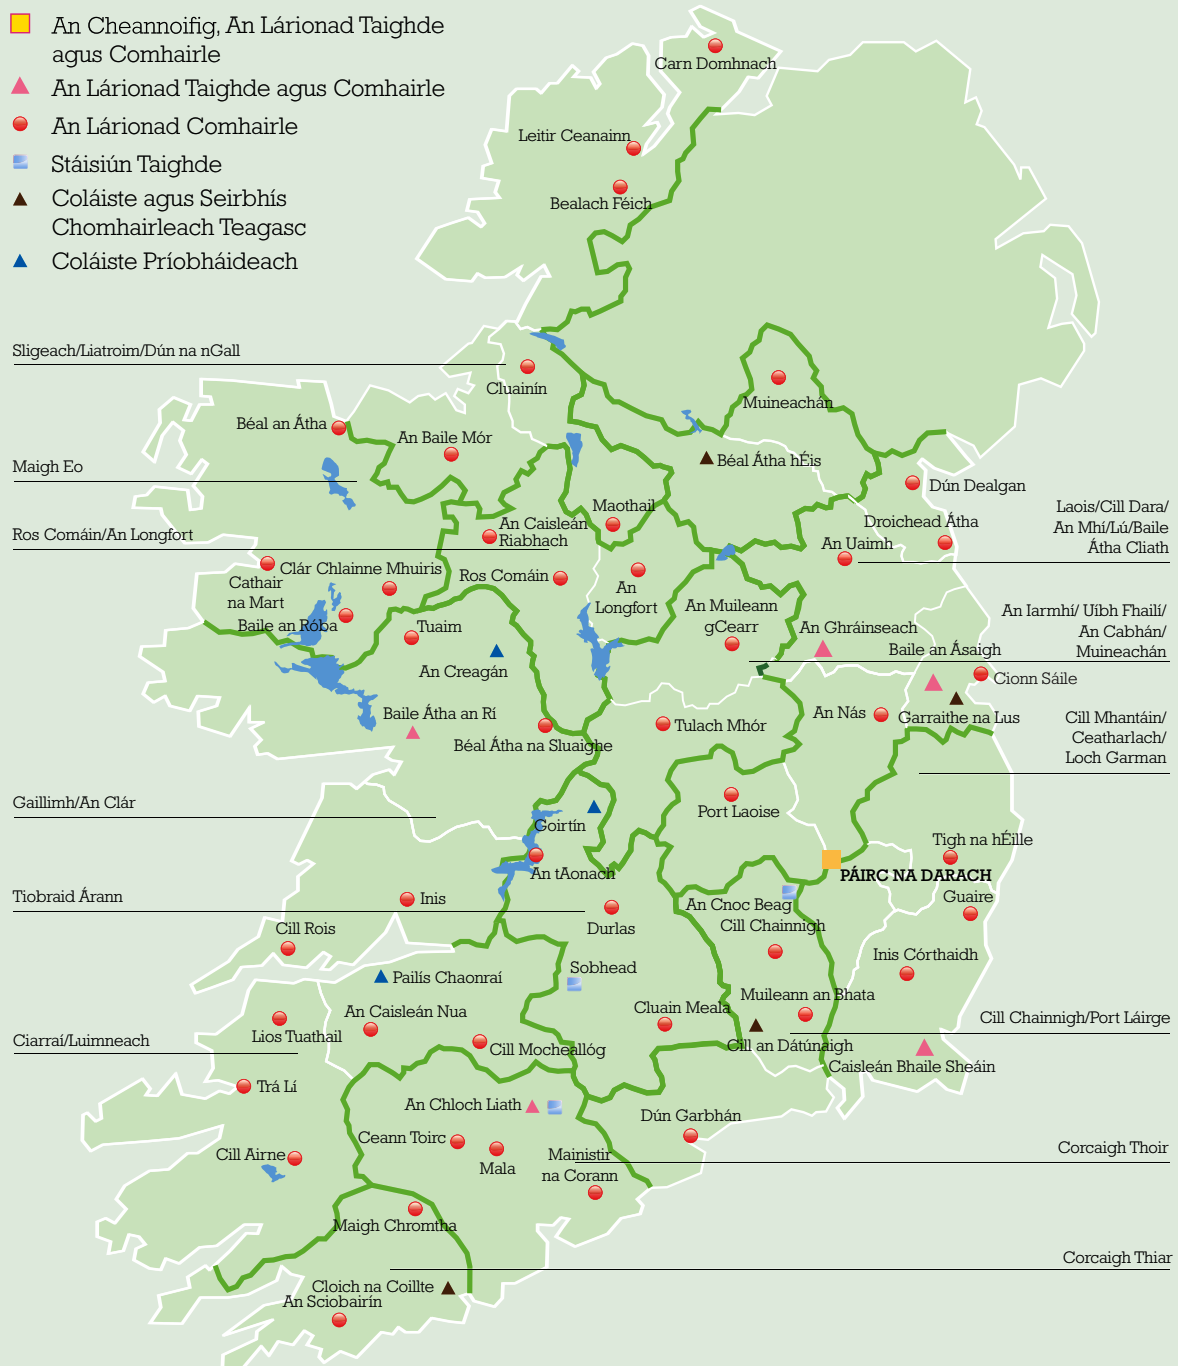 An Cheannoifig, An Lárionad Taighde
agus Comhairle
An Lárionad Taighde agus Comhairle
An Lárionad Comhairle
Stáisiún Taighde
Coláiste agus Seirbhís
Chomhairleach Teagasc
Coláiste Príobháideach
Carn Domhnach
Leitir Ceanainn
Bealach Féich
Sligeach/Liatroim/Dún na nGall
Cluainín
Muineachán
Béal an Átha
An Baile Mór
Béal Átha hÉis
Maigh Eo
Dún Dealgan
Maothail
Laois/Cill Dara/
An Mhí/Lú/Baile
Átha Cliath
An Caisleán
Riabhach
Droichead Átha
Ros Comáin/An Longfort
An Uaimh
Clár Chlainne Mhuiris
Cathair
na Mart
Ros Comáin
An
Longfort
An Muileann
gCearr
An Iarmhí/ Uíbh Fhailí/
An Cabhán/
Muineachán
Baile an Róba
Tuaim
An Ghráinseach
Baile an Ásaigh
An Creagán
Cionn Sáile
Baile Átha an Rí
An Nás
Garraithe na Lus
Cill Mhantáin/
Ceatharlach/
Loch Garman
Béal Átha na Sluaighe
Tulach Mhór
Gaillimh/An Clár
Port Laoise
Goirtín
Tigh na hÉille
An tAonach
PÁIRC NA DARACH
Tiobraid Árann
Inis
An Cnoc Beag
Guaire
Cill Rois
Durlas
Cill Chainnigh
Sobhead
Inis Córthaidh
Pailís Chaonraí
Muileann an Bhata
An Caisleán Nua
Cluain Meala
Cill Chainnigh/Port Láirge
Lios Tuathail
Ciarraí/Luimneach
Cill Mocheallóg
Cill an Dátúnaigh
Caisleán Bhaile Sheáin
Trá Lí
An Chloch Liath
Dún Garbhán
Ceann Toirc
Cill Airne
Mala
Mainistir
na Corann
Corcaigh Thoir
Maigh Chromtha
Corcaigh Thiar
Cloich na Coillte
An Sciobairín